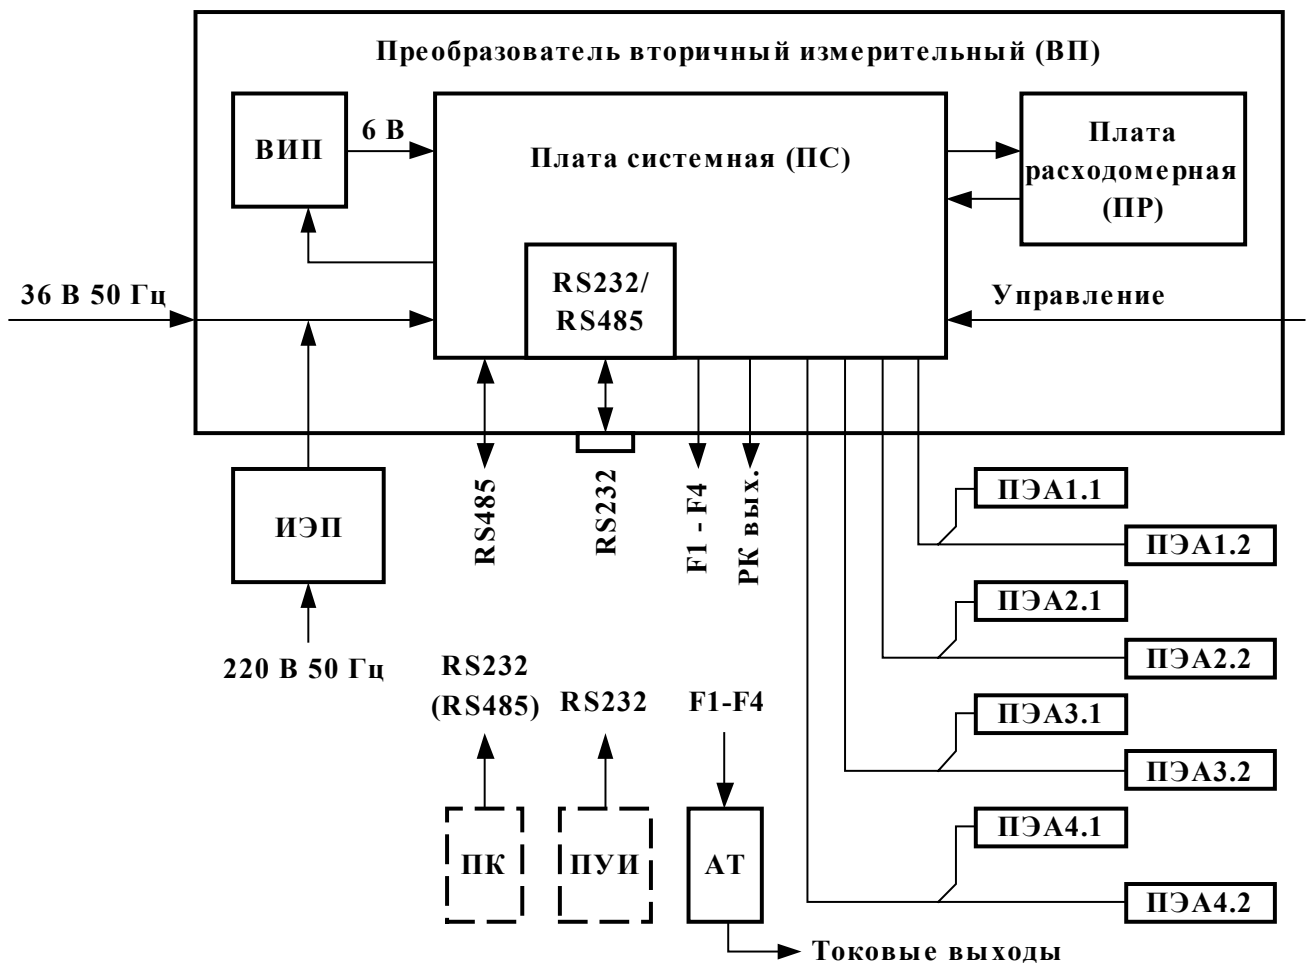 Преобразователь вторичный измерительный (ВП)
6 В
ВИП
Плата системная (ПС)
Плата
расходомерная
(ПР)
RS232/
RS485
36 В 50 Гц
Управление
ИЭП
220 В 50 Гц
RS485
RS232
F1 - F4
РК вых.
ПЭА1.1
ПЭА1.2
ПЭА2.1
ПЭА2.2
ПЭА3.1
ПЭА3.2
ПЭА4.1
ПЭА4.2
RS232
(RS485)
RS232
F1-F4
ПК
ПУИ
АТ
Токовые выходы